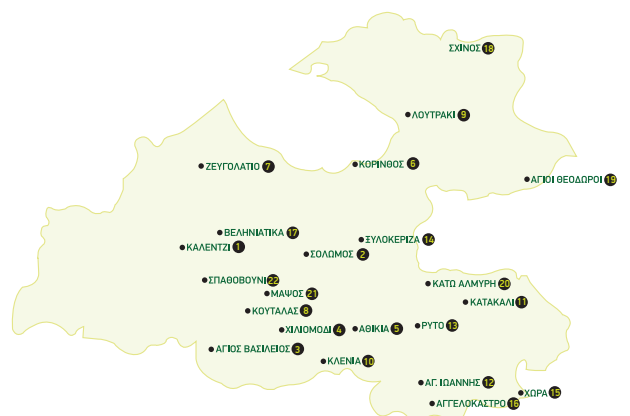 ΣΧΙΝΟΣ 18
ΛΟΥΤΡΑΚΙ 9
ΖΕΥΓΟΛΑΤΙΟ 7
ΚΟΡΙΝΘΟΣ 6
ΑΓΙΟΙ ΘΕΟΔΩΡΟΙ 19
ΒΕΛΗΝΙΑΤΙΚΑ 17
ΞΥΛΟΚΕΡΙΖΑ 14
ΚΑΛΕΝΤΖΙ 1
ΣΟΛΩΜΟΣ 2
ΣΠΑΘΟΒΟΥΝΙ 22
ΚΑΤΩ ΑΛΜΥΡΗ 20
ΜΑΨΟΣ 21
ΚΑΤΑΚΑΛΙ 11
ΚΟΥΤΑΛΑΣ 8
ΧΙΛΙΟΜΟΔΙ 4
ΑΘΙΚΙΑ 5
ΡΥΤΟ 13
ΑΓΙΟΣ ΒΑΣΙΛΕΙΟΣ 3
ΚΛΕΝΙΑ 10
ΑΓ. ΙΩΑΝΝΗΣ 12
ΧΩΡΑ 15
ΑΓΓΕΛΟΚΑΣΤΡΟ 16